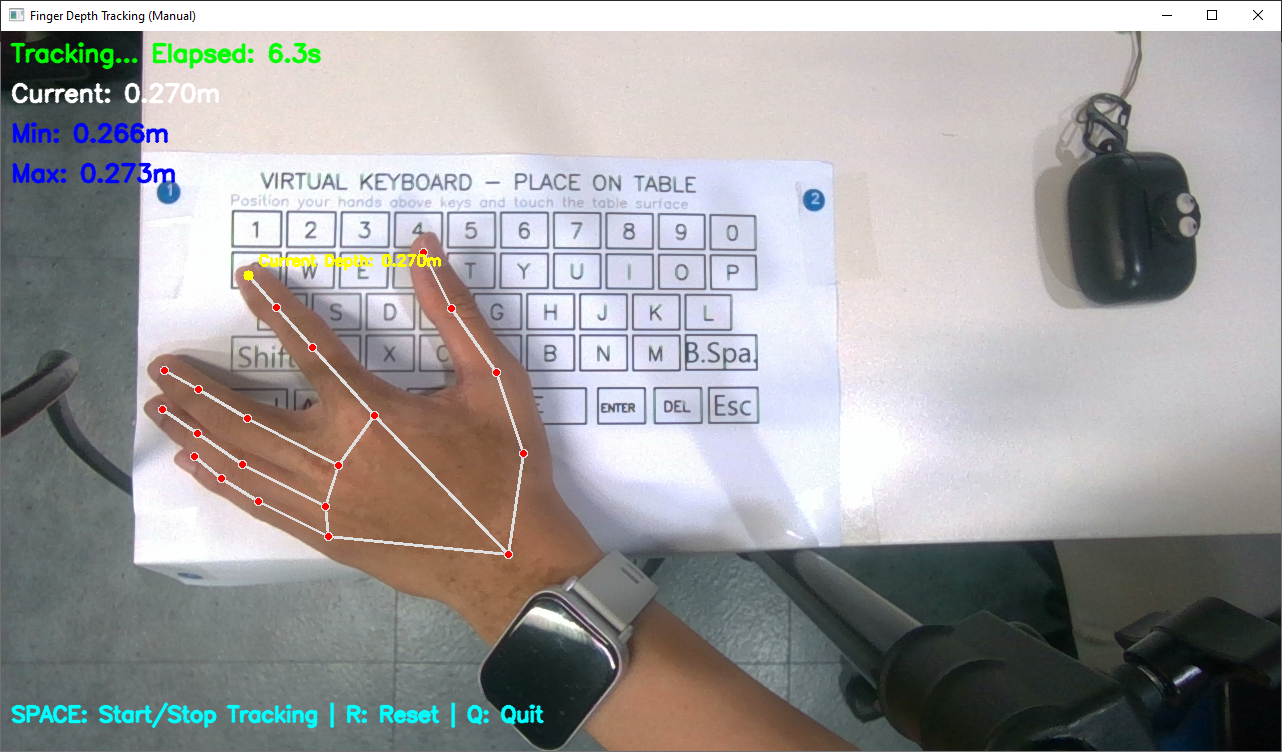 Finger Depth Tracking (Manual)
Tracking... Elapsed: 6.3s
Current: 0.270m
Min: 0.266m
Max: 0.273m
1
2
VIRTUAL KEYBOARD - PLACE ON TABLE
Position your hands above keys and touch the table surface
1 2 3 4 5 6 7 8 9 0
Current Depth: 0.270m
W E T Y U I O P
S D G H J K L
Shift X C B N M B.Spa.
E ENTER DEL Esc
SPACE: Start/Stop Tracking | R: Reset | Q: Quit